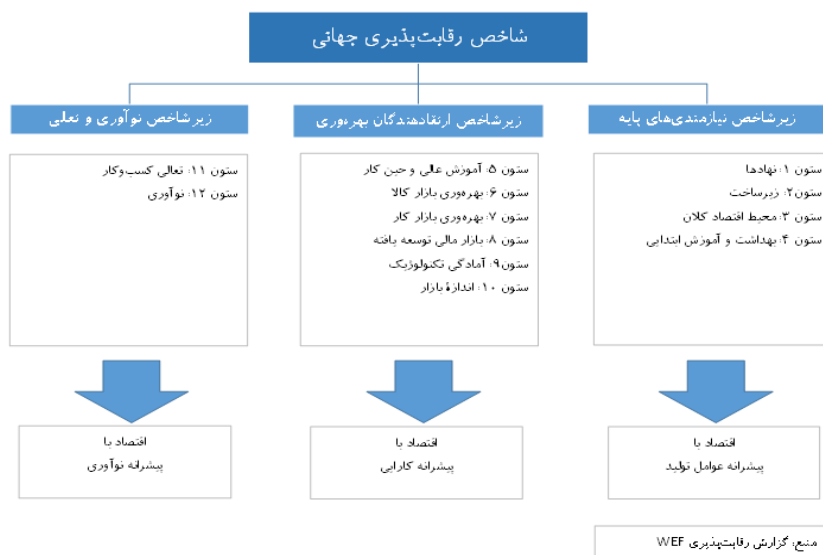 شاخص رقابت‌پذیری جهانی
زیرشاخص نیازمندی‌های پایه
زیرشاخص ارتقادهندگان بهره‌وری
زیرشاخص نوآوری و تعالی
ستون ۱: نهادها
ستون۲: زیرساخت
ستون ۳: محیط اقتصاد کلان
ستون ۴: بهداشت و آموزش ابتدایی
ستون ۵: آموزش عالی و حین کار
ستون ۶: بهره‌وری بازار کالا
ستون ۷: بهره‌وری بازار کار
ستون ۸: بازار مالی توسعه یافته
ستون۹: آمادگی تکنولوژیک
ستون ۱۰: اندازهٔ بازار
ستون ۱۱: تعالی کسب‌وکار
ستون ۱۲: نوآوری
اقتصاد با
پیشرانه عوامل تولید
اقتصاد با
پیشرانه کارایی
اقتصاد با
پیشرانه نوآوری
منبع: گزارش رقابت‌پذیری WEF